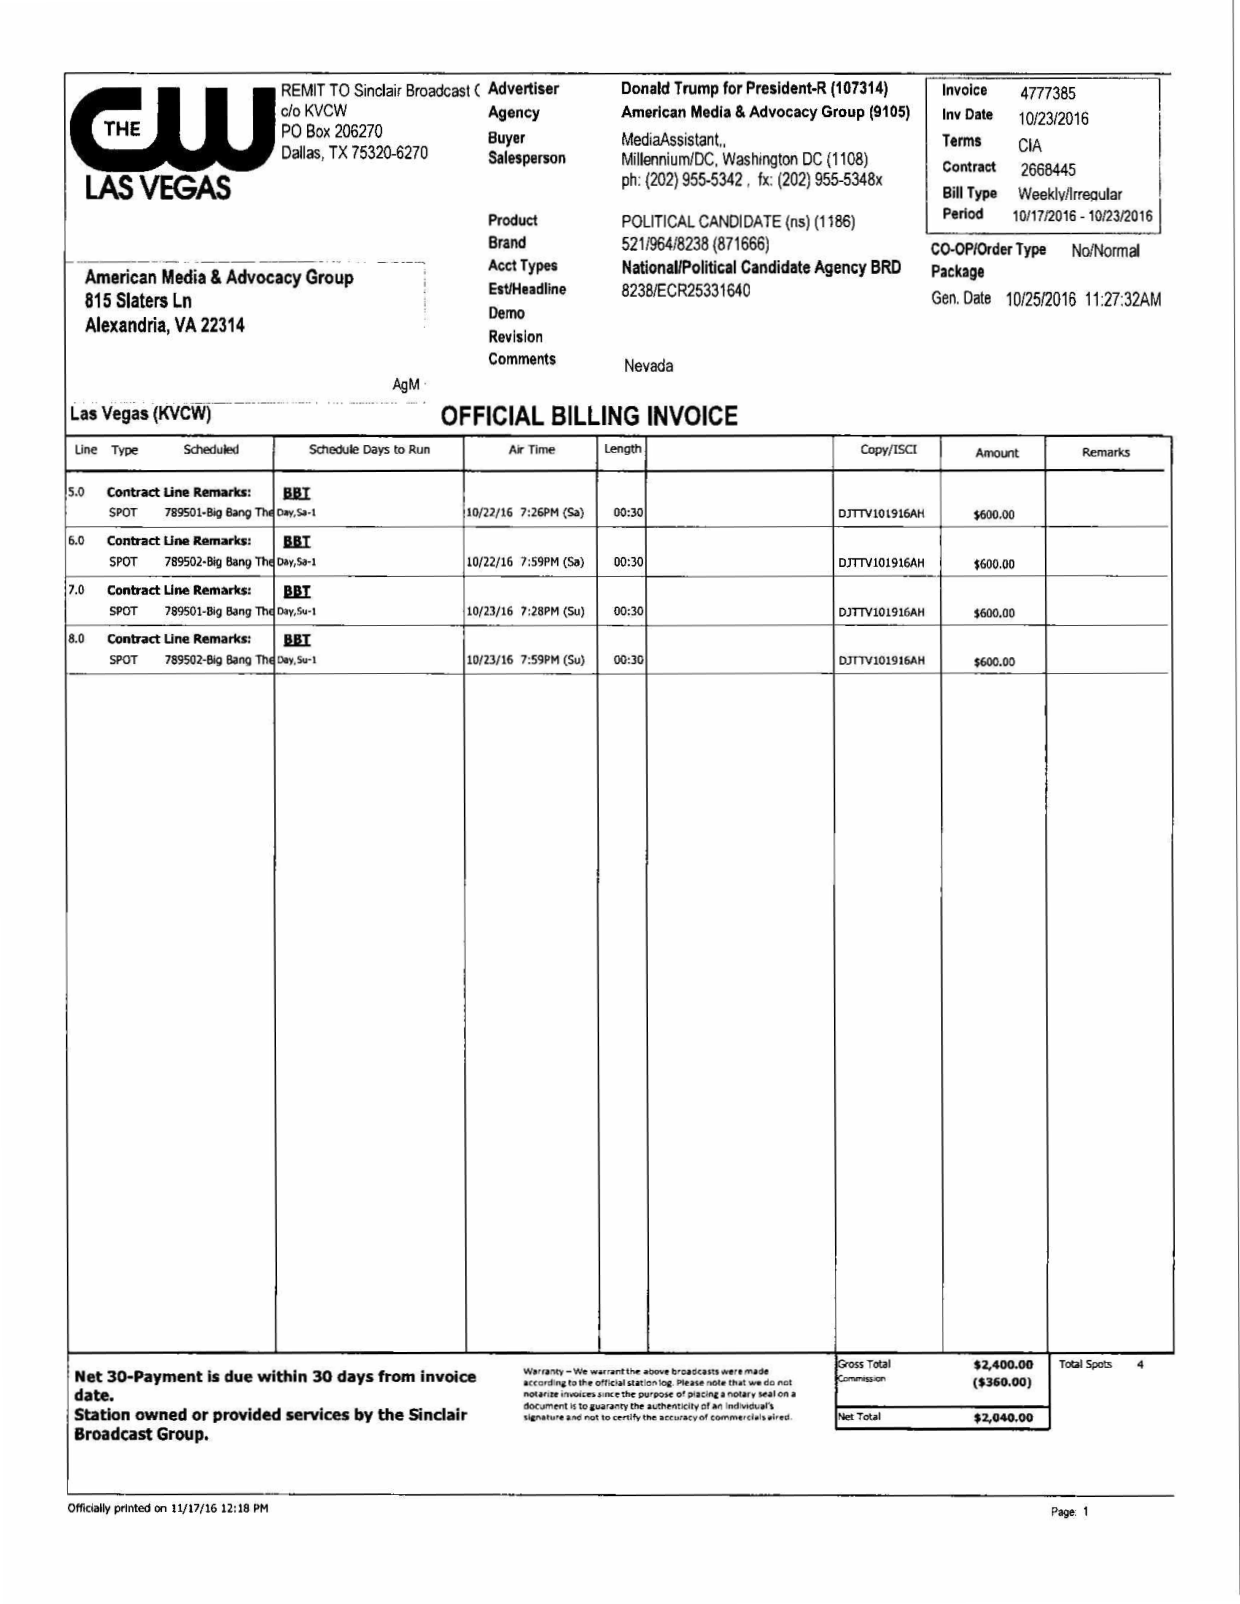 THE CW
LAS VEGAS
REMIT TO Sinclair Broadcast (
c/o KVCW
PO Box 206270
Dallas, TX 75320-6270
American Media & Advocacy Group
815 Slaters Ln
Alexandria, VA 22314
AgM
Advertiser Donald Trump for President-R (107314)
Agency American Media & Advocacy Group (9105)
Buyer MediaAssistant,,
Salesperson Millennium/DC, Washington DC (1108)
ph: (202) 955-5342 , fx: (202) 955-5348x
Product POLITICAL CANDIDATE (ns) (1186)
Brand 521/964/8238 (871666)
Acct Types National/Political Candidate Agency BRD
Est/Headline 8238/ECR25331640
Demo
Revision
Comments Nevada
Invoice 4777385
Inv Date 10/23/2016
Terms CIA
Contract 2668445
Bill Type Weekly/Irregular
Period 10/17/2016 - 10/23/2016
CO-OP/Order Type No/Normal
Package
Gen. Date 10/25/2016 11:27:32AM
Las Vegas (KVCW) OFFICIAL BILLING INVOICE
Line Type Scheduled Schedule Days to Run Air Time Length Copy/ISCI Amount Remarks
5.0 Contract Line Remarks: BBT
SPOT 789501-Big Bang The Day,Sa-1 10/22/16 7:26PM (Sa) 00:30 DJTTV101916AH $600.00
6.0 Contract Line Remarks: BBT
SPOT 789502-Big Bang The Day,Sa-1 10/22/16 7:59PM (Sa) 00:30 DJTTV101916AH $600.00
7.0 Contract Line Remarks: BBT
SPOT 789501-Big Bang The Day,Su-1 10/23/16 7:28PM (Su) 00:30 DJTTV101916AH $600.00
8.0 Contract Line Remarks: BBT
SPOT 789502-Big Bang The Day,Su-1 10/23/16 7:59PM (Su) 00:30 DJTTV101916AH $600.00
Net 30-Payment is due within 30 days from invoice
date.
Station owned or provided services by the Sinclair
Broadcast Group.
Warranty – We warrant the above broadcasts were made
according to the official station log. Please note that we do not
notarize invoices since the purpose of placing a notary seal on a
document is to guaranty the authenticity of an individual's
signature and not to certify the accuracy of commercials aired.
Gross Total $2,400.00 Total Spots 4
Commission ($360.00)
Net Total $2,040.00
Officially printed on 11/17/16 12:18 PM Page: 1